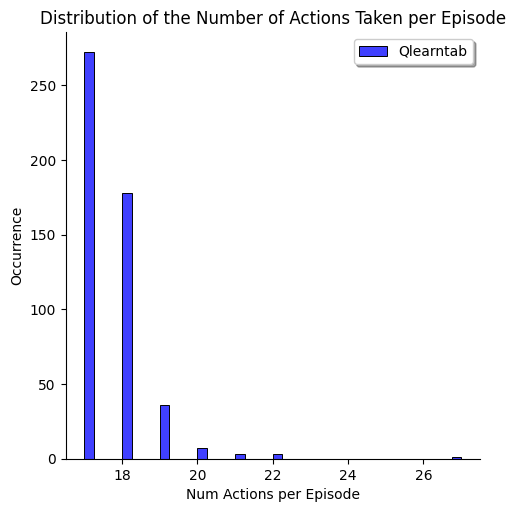 Distribution of the Number of Actions Taken per Episode
Qlearntab
250
200
150
100
50
0
Occurrence
18 20 22 24 26
Num Actions per Episode